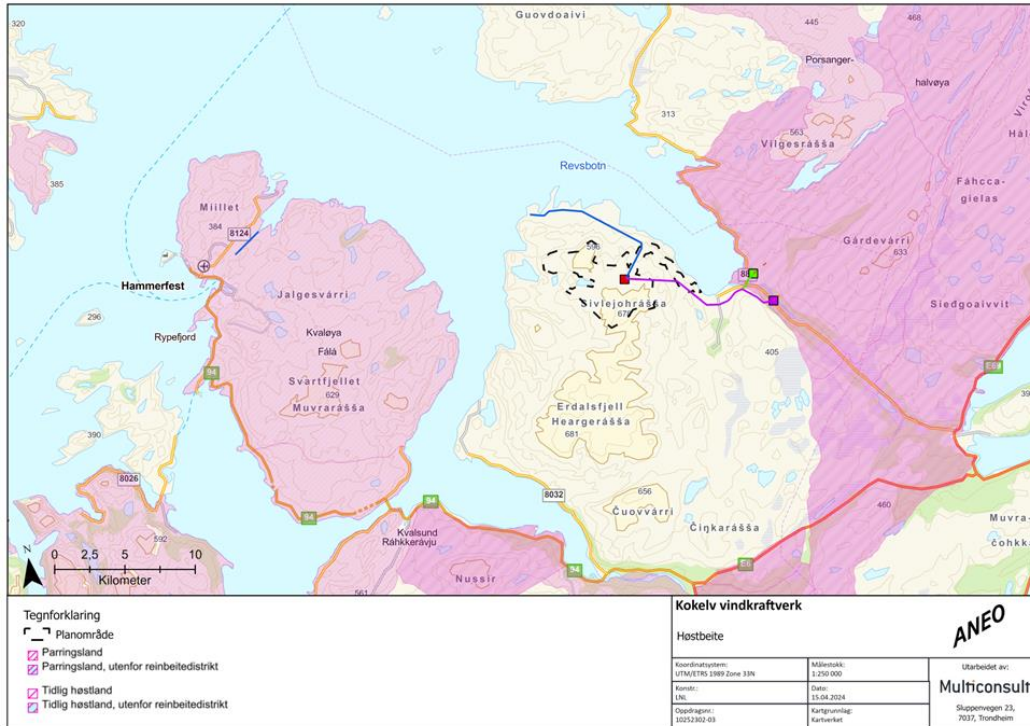 320
Guovdoaivi
445
468
Porsanger-
halvøya
313
563
Vilgesrášša
385
Revsbotn
Fáhcca-
gielas
Miillet
384
8124
Gárdevárri
633
Hammerfest
Jalgesvárri
Siedgoaivvit
Sivlejohrášša
296
Rypefjord
Kvaløya
Fálá
405
94
Svartfjellet
629
Muvrarášša
Erdalsfjell
Heargerášša
681
390
8026
94
94
8032
656
Čuovvárri
Čiŋkarášša
460
Muvra-
čohkka
592
Kvalsund
Ráhkkerávju
N
0 2,5 5 10
Kilometer
561
Nussir
94
E6
Tegnforklaring
Planområde
Parringsland
Parringsland, utenfor reinbeitedistrikt
Tidlig høstland
Tidlig høstland, utenfor reinbeitedistrikt
Kokelv vindkraftverk
Høstbeite
ANEO
Koordinatsystem:
UTM/ETRS 1989 Zone 33N
Målestokk:
1:250 000
Utarbeidet av:
Konstr.:
LNL
Dato:
15.04.2024
Multiconsult
Oppdragsnr.:
10252302-03
Kartgrunnlag:
Kartverket
Sluppenvegen 23,
7037, Trondheim